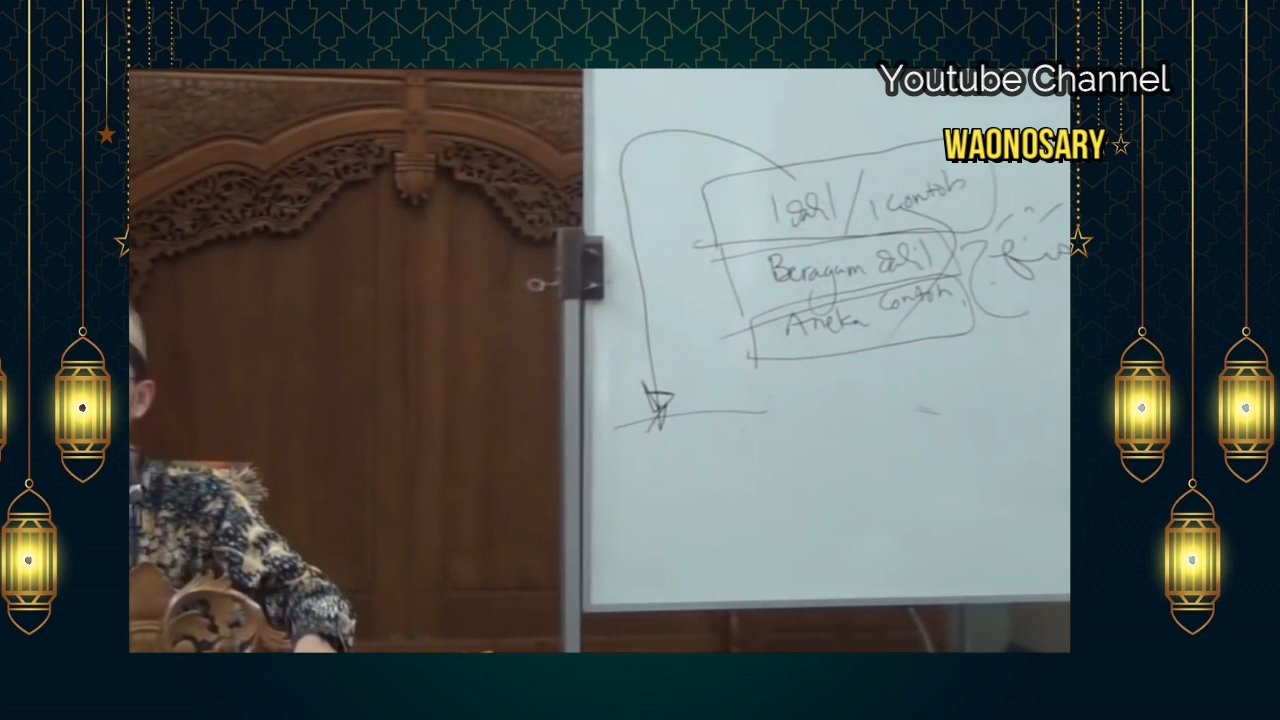 Youtube Channel
WAONOSARY
1 dalil / 1 contoh
Beragam dalil
Aneka contoh